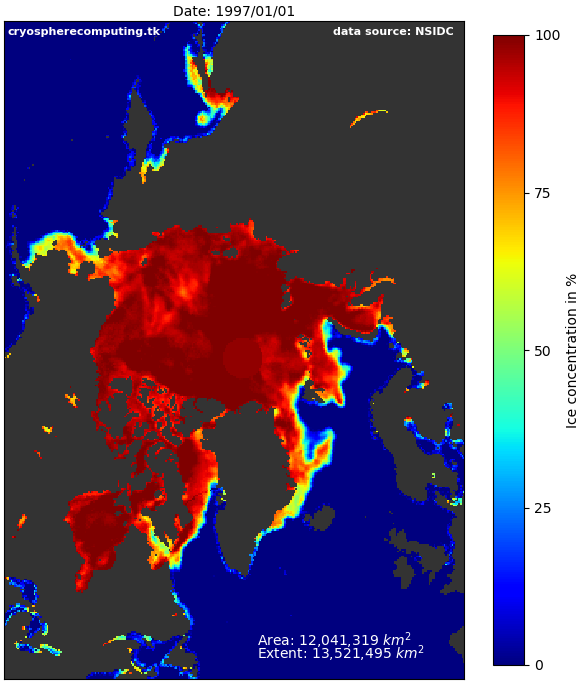 Date: 1997/01/01
cryospherecomputing.tk
data source: NSIDC
100
75
50
25
0
Ice concentration in %
Area: 12,041,319 km²
Extent: 13,521,495 km²